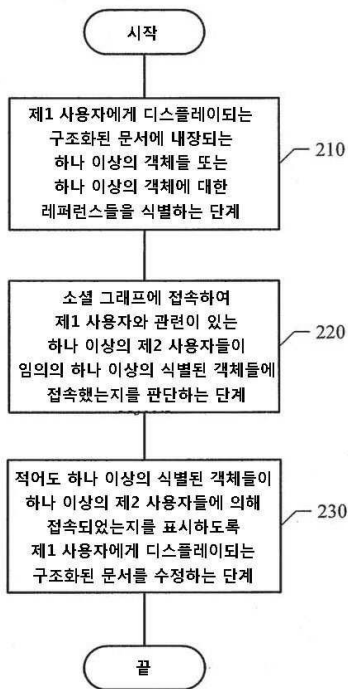 시작
제1 사용자에게 디스플레이되는
구조화된 문서에 내장되는
하나 이상의 객체들 또는
하나 이상의 객체에 대한
레퍼런스들을 식별하는 단계
210
소셜 그래프에 접속하여
제1 사용자와 관련이 있는
하나 이상의 제2 사용자들이
임의의 하나 이상의 식별된 객체들에
접속했는지를 판단하는 단계
220
적어도 하나 이상의 식별된 객체들이
하나 이상의 제2 사용자들에 의해
접속되었는지를 표시하도록
제1 사용자에게 디스플레이되는
구조화된 문서를 수정하는 단계
230
끝